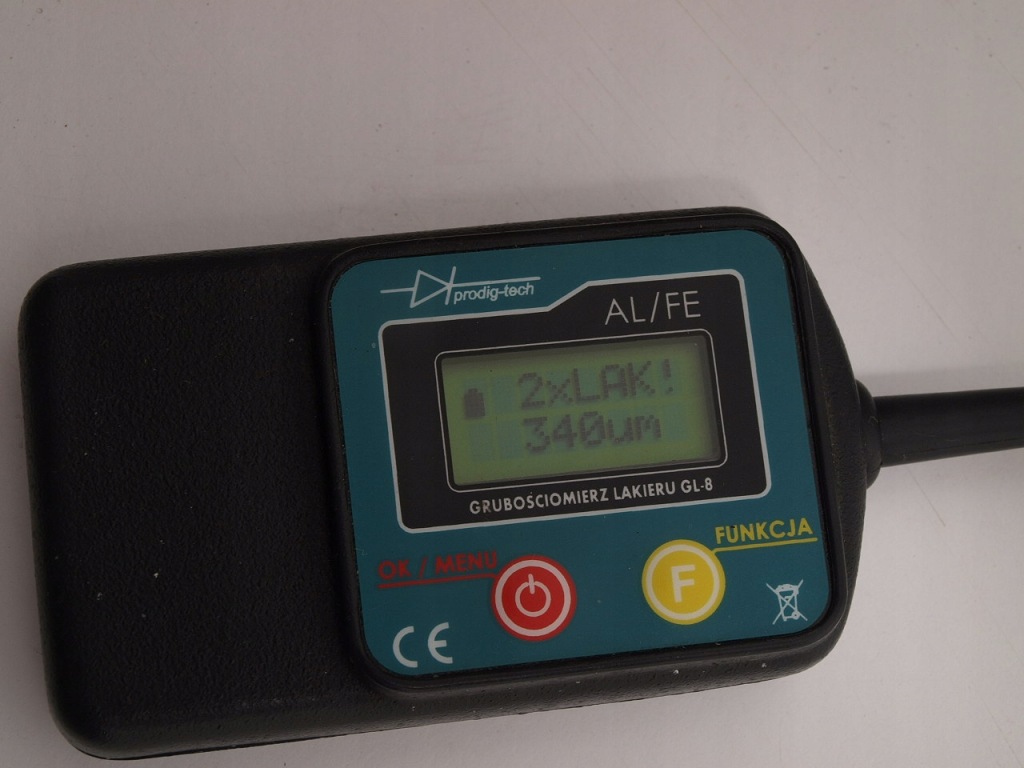 prodig-tech
AL/FE
2xLAK!
340um
GRUBOŚCIOMIERZ LAKIERU GL-8
OK / MENU
FUNKCJA
F
CE